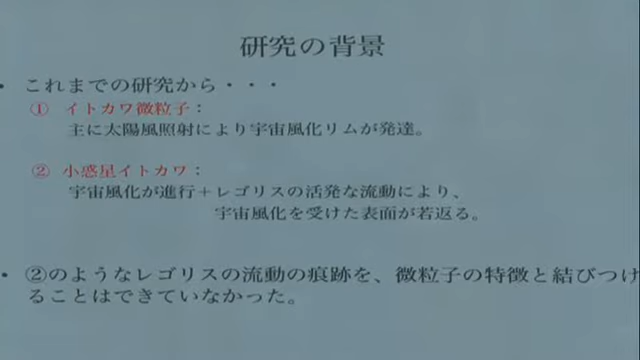 研究の背景
• これまでの研究から・・・
① イトカワ微粒子：
主に太陽風照射により宇宙風化リムが発達。
② 小惑星イトカワ：
宇宙風化が進行＋レゴリスの活発な流動により、
宇宙風化を受けた表面が若返る。
• ②のようなレゴリスの流動の痕跡を、微粒子の特徴と結びつけ
ることはできていなかった。